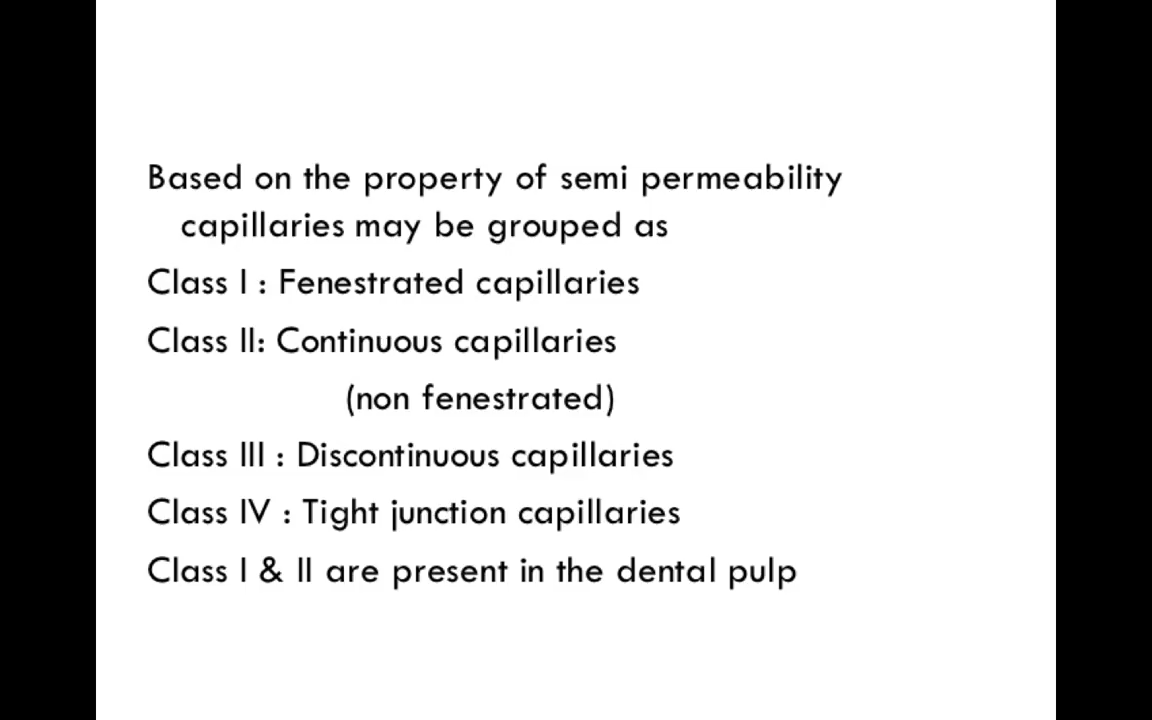 Based on the property of semi permeability
capillaries may be grouped as
Class I : Fenestrated capillaries
Class II: Continuous capillaries
(non fenestrated)
Class III : Discontinuous capillaries
Class IV : Tight junction capillaries
Class I & II are present in the dental pulp